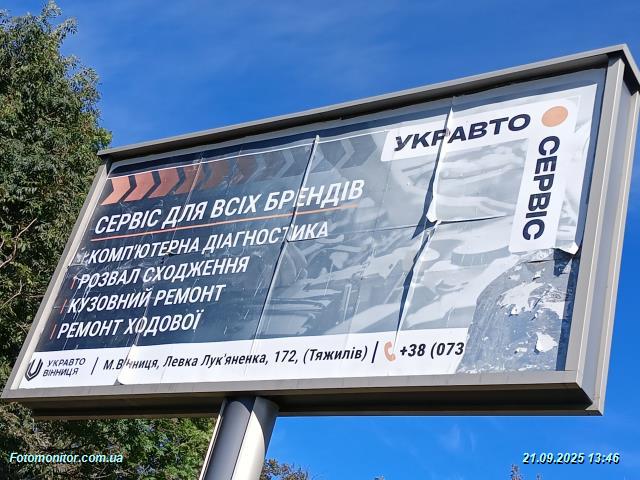 УКРАВТО
СЕРВІС
СЕРВІС ДЛЯ ВСІХ БРЕНДІВ
КОМП'ЮТЕРНА ДІАГНОСТИКА
РОЗВАЛ СХОДЖЕННЯ
КУЗОВНИЙ РЕМОНТ
РЕМОНТ ХОДОВОЇ
УКРАВТО
ВІННИЦЯ
М.Вінниця, Левка Лук'яненка, 172, (Тяжилів)
+38 (073
Fotomonitor.com.ua
21.09.2025 13:46